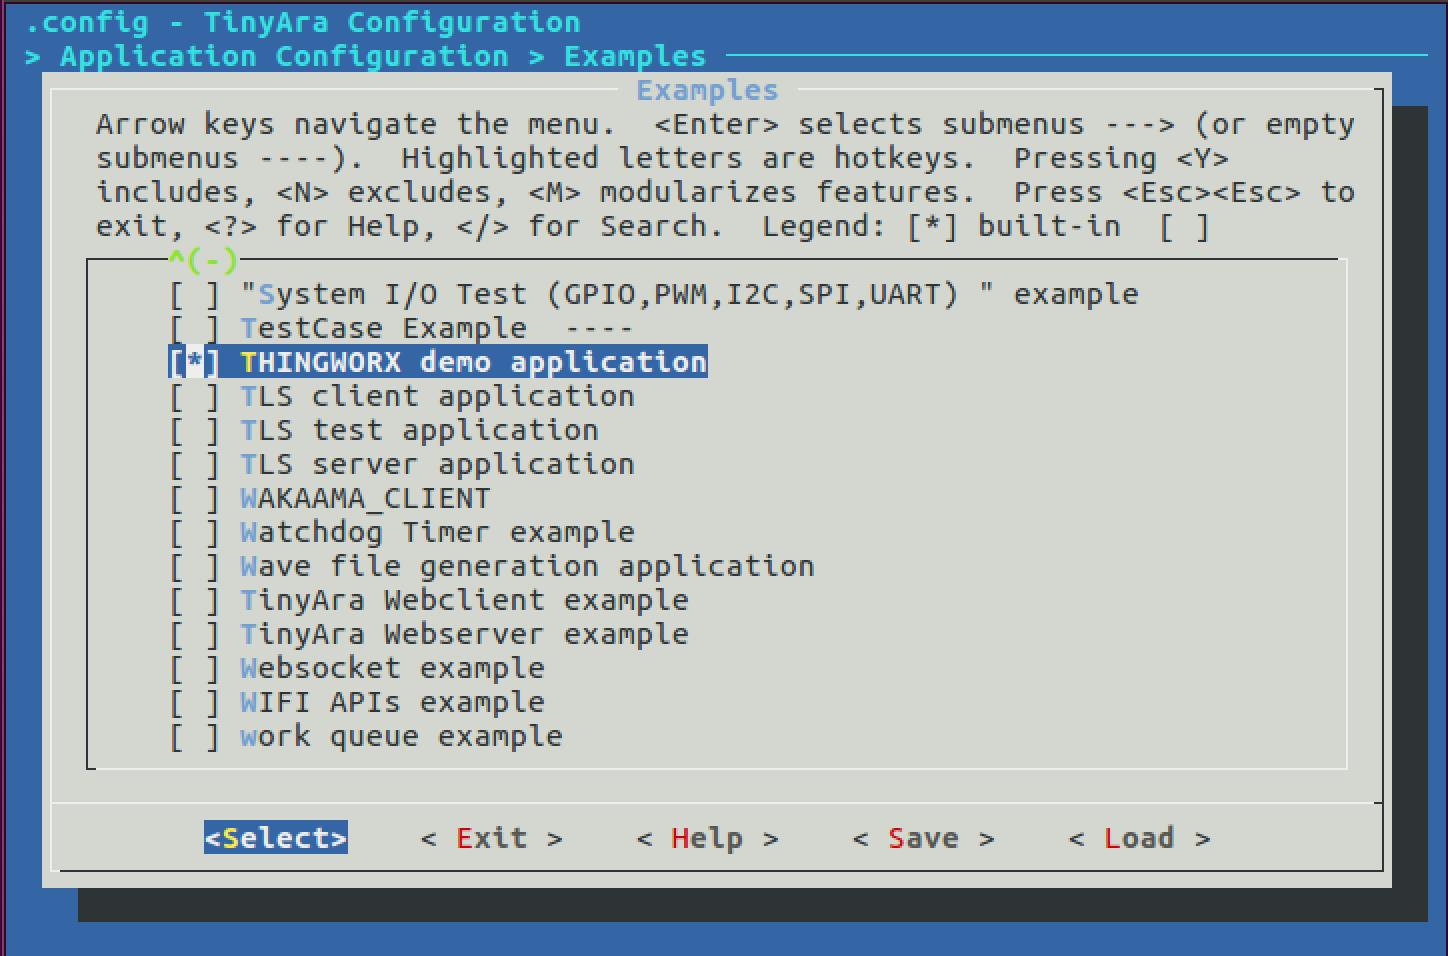 .config - TinyAra Configuration
> Application Configuration > Examples
Examples
Arrow keys navigate the menu.  <Enter> selects submenus ---> (or empty
submenus ----).  Highlighted letters are hotkeys.  Pressing <Y>
includes, <N> excludes, <M> modularizes features.  Press <Esc><Esc> to
exit, <?> for Help, </> for Search.  Legend: [*] built-in  [ ]
^(-)
[ ] "System I/O Test (GPIO,PWM,I2C,SPI,UART) " example
[ ] TestCase Example  ----
[*] THINGWORX demo application
[ ] TLS client application
[ ] TLS test application
[ ] TLS server application
[ ] WAKAAMA_CLIENT
[ ] Watchdog Timer example
[ ] Wave file generation application
[ ] TinyAra Webclient example
[ ] TinyAra Webserver example
[ ] Websocket example
[ ] WIFI APIs example
[ ] work queue example
<Select>    < Exit >    < Help >    < Save >    < Load >